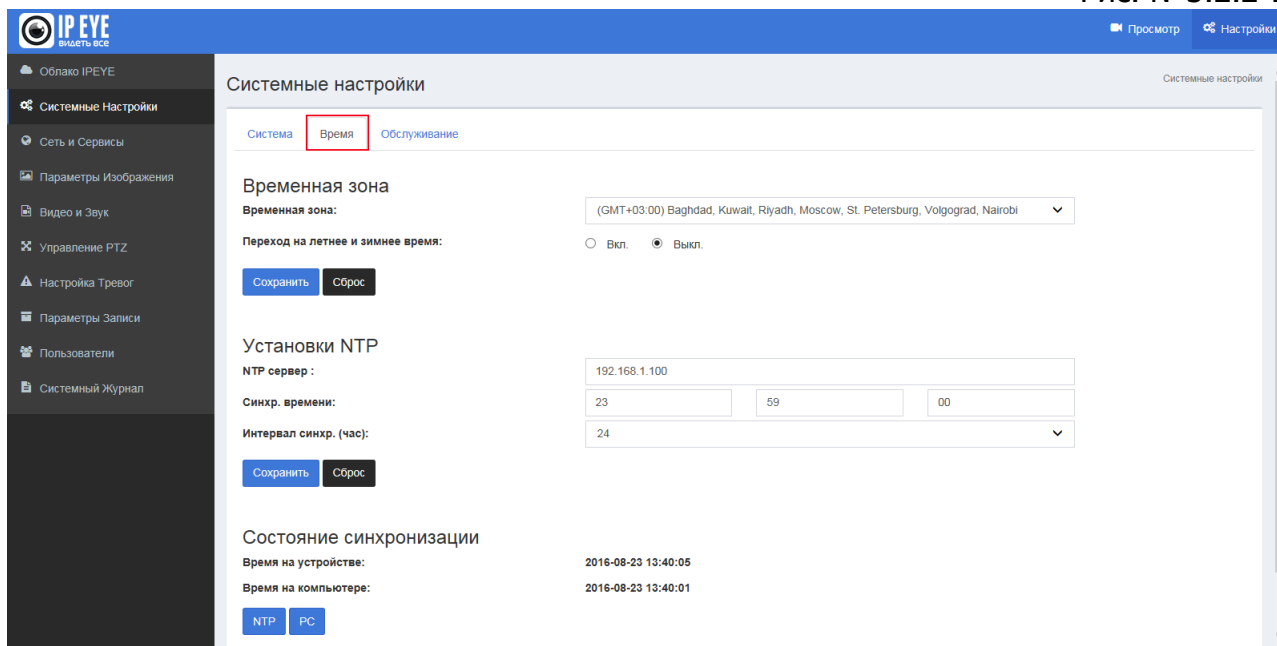 IP EYE
видеть все
Просмотр
Настройки
Облако IPEYE
Системные Настройки
Сеть и Сервисы
Параметры Изображения
Видео и Звук
Управление PTZ
Настройка Тревог
Параметры Записи
Пользователи
Системный Журнал
Системные настройки
Системные настройки
Система Время Обслуживание
Временная зона
Временная зона: (GMT+03:00) Baghdad, Kuwait, Riyadh, Moscow, St. Petersburg, Volgograd, Nairobi
Переход на летнее и зимнее время: Вкл. Выкл.
Сохранить Сброс
Установки NTP
NTP сервер : 192.168.1.100
Синхр. времени: 23 59 00
Интервал синхр. (час): 24
Сохранить Сброс
Состояние синхронизации
Время на устройстве: 2016-08-23 13:40:05
Время на компьютере: 2016-08-23 13:40:01
NTP PC